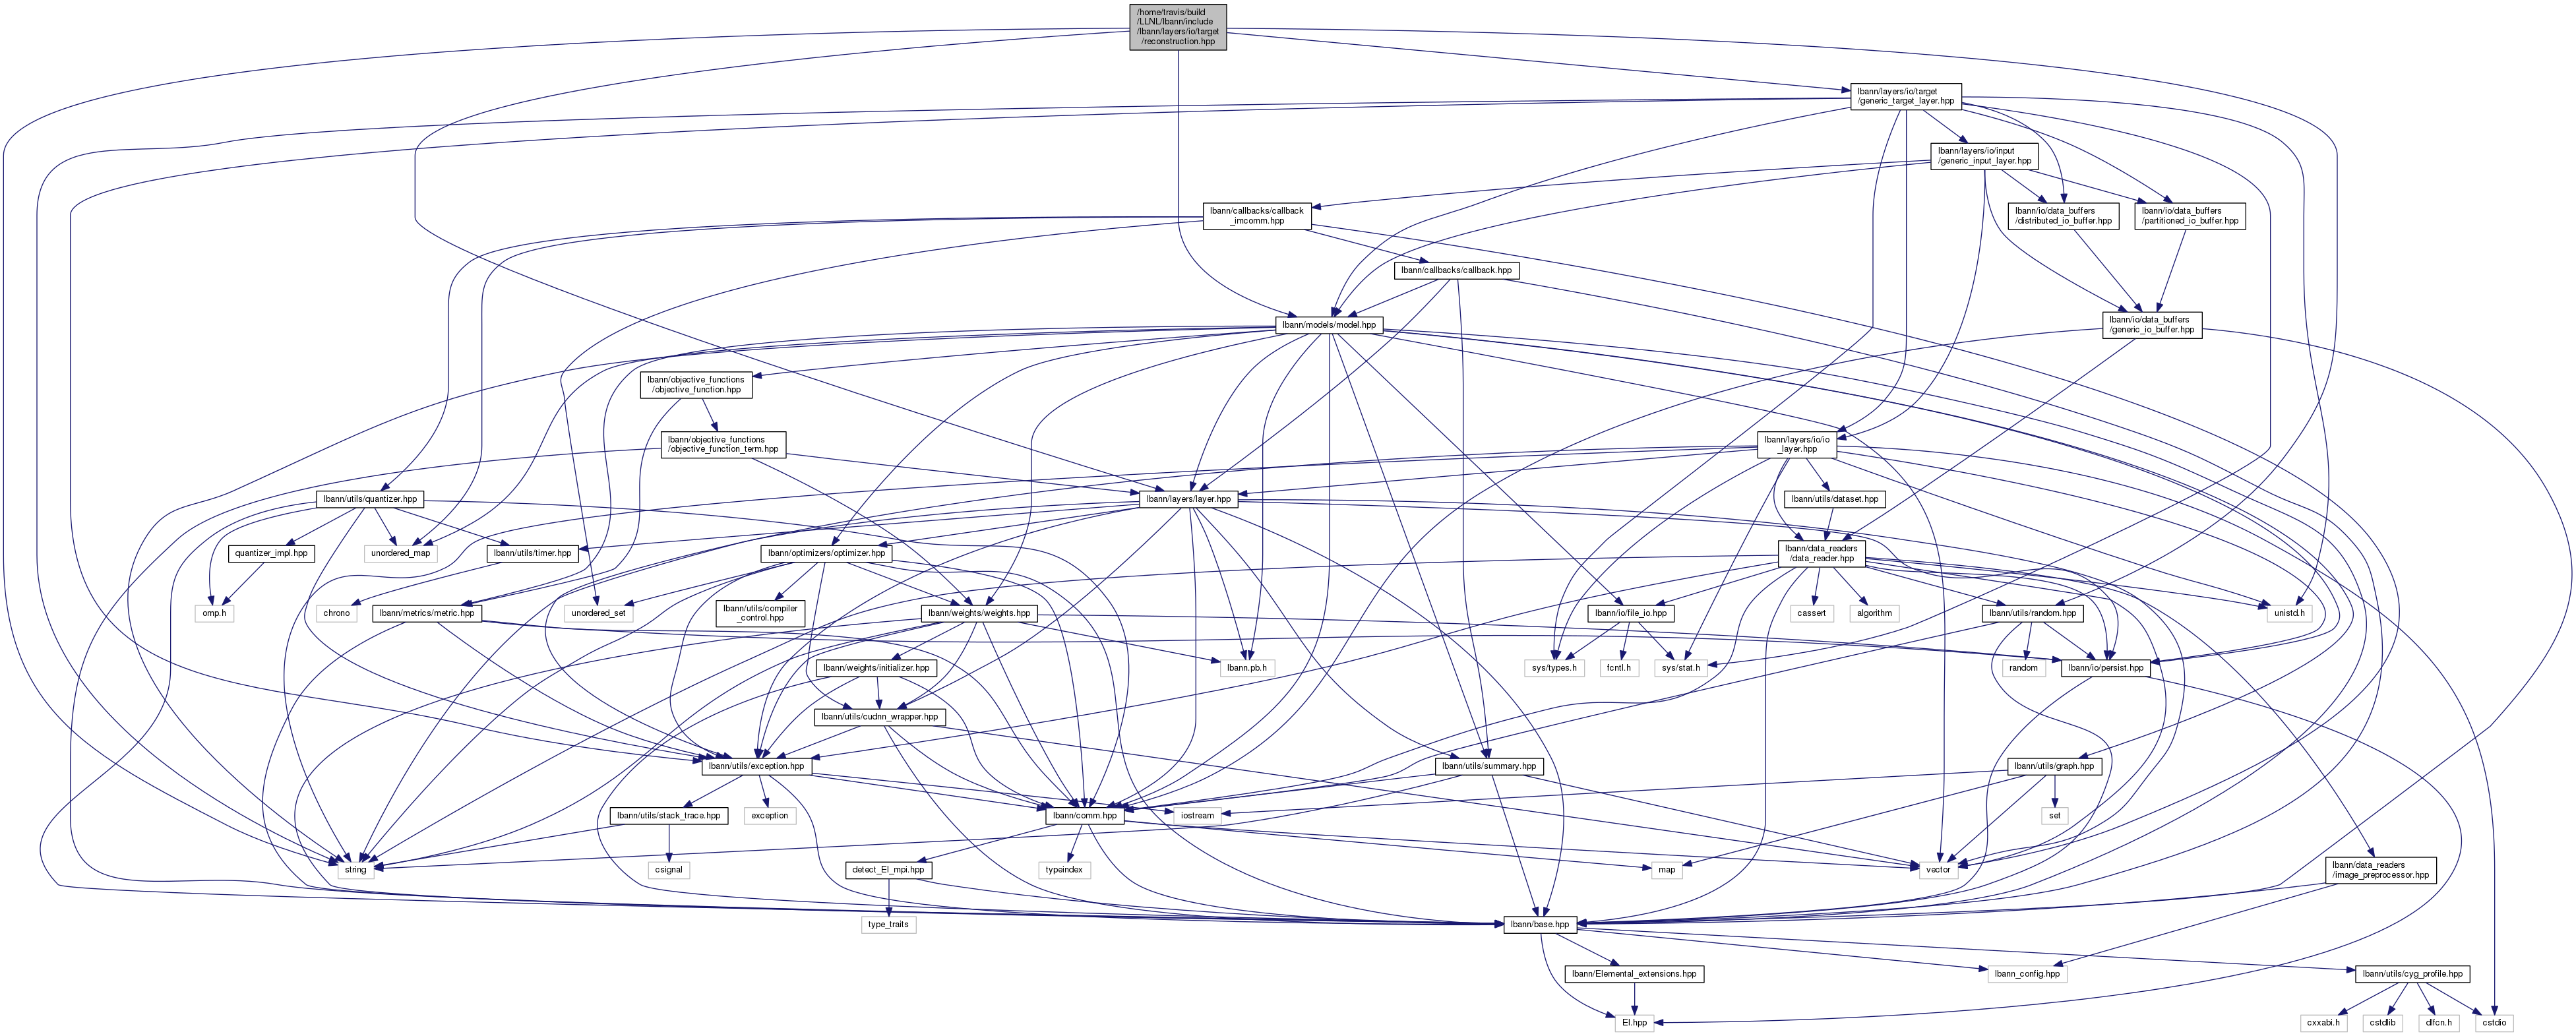 /home/travis/build
/LLNL/lbann/include
/lbann/layers/io/target
/reconstruction.hpp
lbann/layers/io/target
/generic_target_layer.hpp
lbann/layers/io/input
/generic_input_layer.hpp
lbann/callbacks/callback
_imcomm.hpp
lbann/io/data_buffers
/distributed_io_buffer.hpp
lbann/io/data_buffers
/partitioned_io_buffer.hpp
lbann/callbacks/callback.hpp
lbann/models/model.hpp
lbann/io/data_buffers
/generic_io_buffer.hpp
lbann/objective_functions
/objective_function.hpp
lbann/objective_functions
/objective_function_term.hpp
lbann/layers/io/io
_layer.hpp
lbann/utils/quantizer.hpp
lbann/layers/layer.hpp
lbann/utils/dataset.hpp
quantizer_impl.hpp
unordered_map
lbann/utils/timer.hpp
lbann/optimizers/optimizer.hpp
lbann/data_readers
/data_reader.hpp
omp.h
chrono
lbann/metrics/metric.hpp
unordered_set
lbann/utils/compiler
_control.hpp
lbann/weights/weights.hpp
lbann/io/file_io.hpp
cassert
algorithm
lbann/utils/random.hpp
unistd.h
lbann/weights/initializer.hpp
lbann.pb.h
sys/types.h
fcntl.h
sys/stat.h
random
lbann/io/persist.hpp
lbann/utils/cudnn_wrapper.hpp
lbann/utils/exception.hpp
lbann/utils/summary.hpp
lbann/utils/graph.hpp
lbann/utils/stack_trace.hpp
exception
iostream
lbann/comm.hpp
set
string
csignal
detect_El_mpi.hpp
typeindex
map
vector
lbann/data_readers
/image_preprocessor.hpp
type_traits
lbann/base.hpp
lbann/Elemental_extensions.hpp
lbann_config.hpp
lbann/utils/cyg_profile.hpp
El.hpp
cxxabi.h
cstdlib
dlfcn.h
cstdio